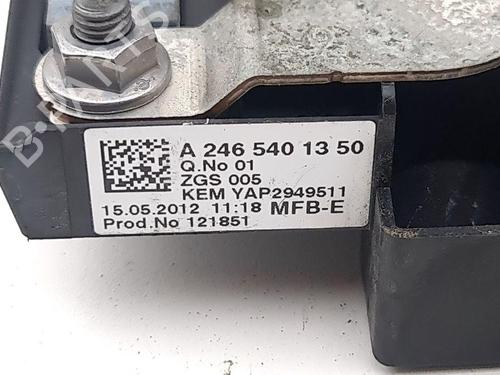 A 246 540 13 50
Q.No 01
ZGS 005
KEM YAP2949511
15.05.2012 11:18 MFB-E
Prod.No 121851
B-PARTS